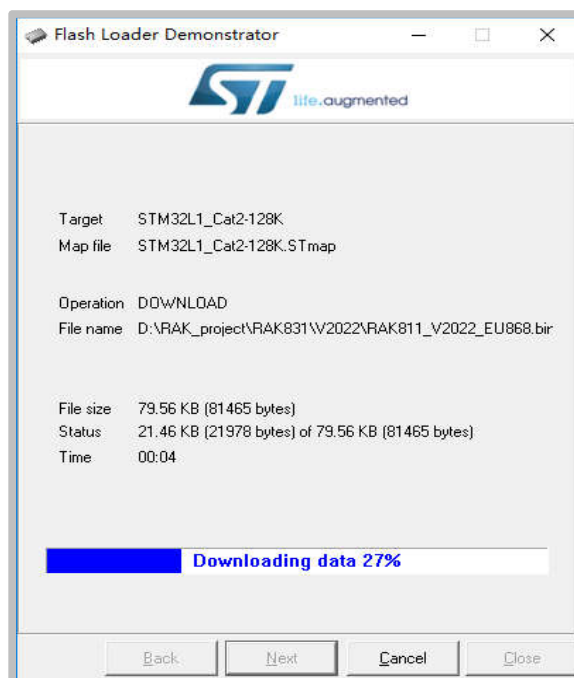 Flash Loader Demonstrator
ST life.augmented
Target STM32L1_Cat2-128K
Map file STM32L1_Cat2-128K.STmap
Operation DOWNLOAD
File name D:\RAK_project\RAK831\V2022\RAK811_V2022_EU868.bin
File size 79.56 KB (81465 bytes)
Status 21.46 KB (21978 bytes) of 79.56 KB (81465 bytes)
Time 00:04
Downloading data 27%
Back Next Cancel Close